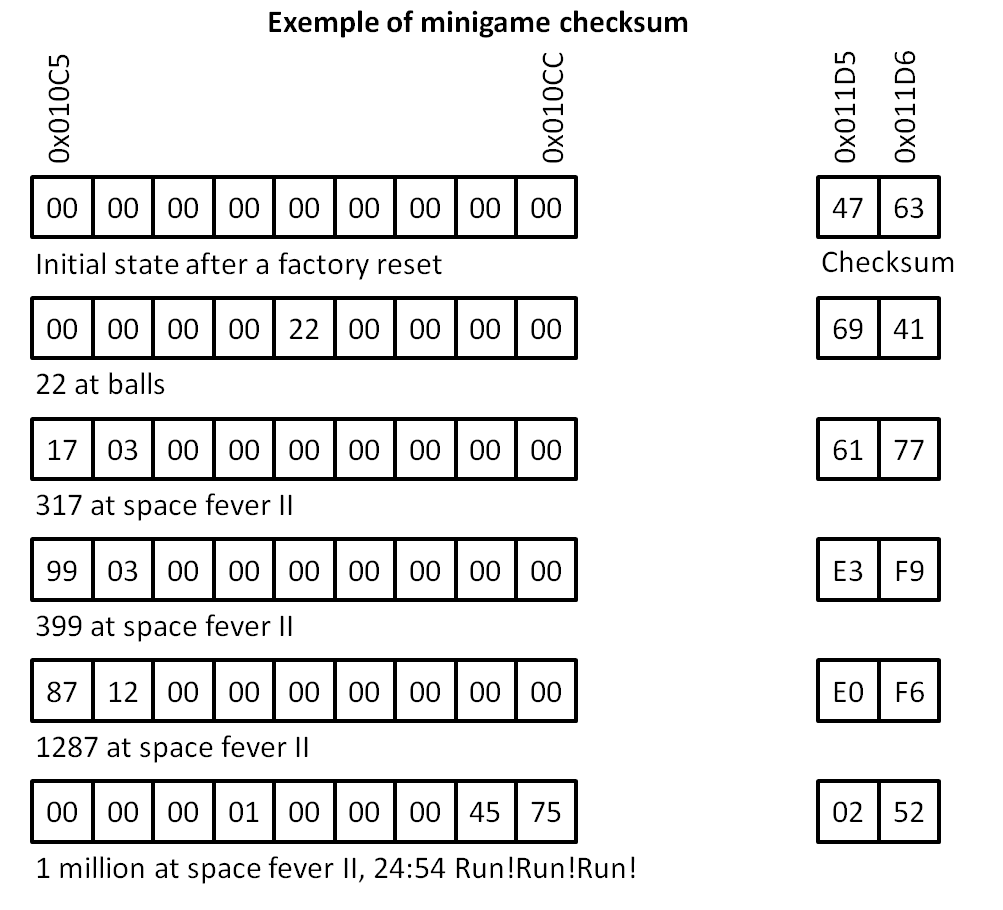 Exemple of minigame checksum
0x010C5 0x010CC 0x011D5 0x011D6
00 00 00 00 00 00 00 00 00 47 63
Initial state after a factory reset Checksum
00 00 00 00 22 00 00 00 00 69 41
22 at balls
17 03 00 00 00 00 00 00 00 61 77
317 at space fever II
99 03 00 00 00 00 00 00 00 E3 F9
399 at space fever II
87 12 00 00 00 00 00 00 00 E0 F6
1287 at space fever II
00 00 00 01 00 00 00 45 75 02 52
1 million at space fever II, 24:54 Run!Run!Run!